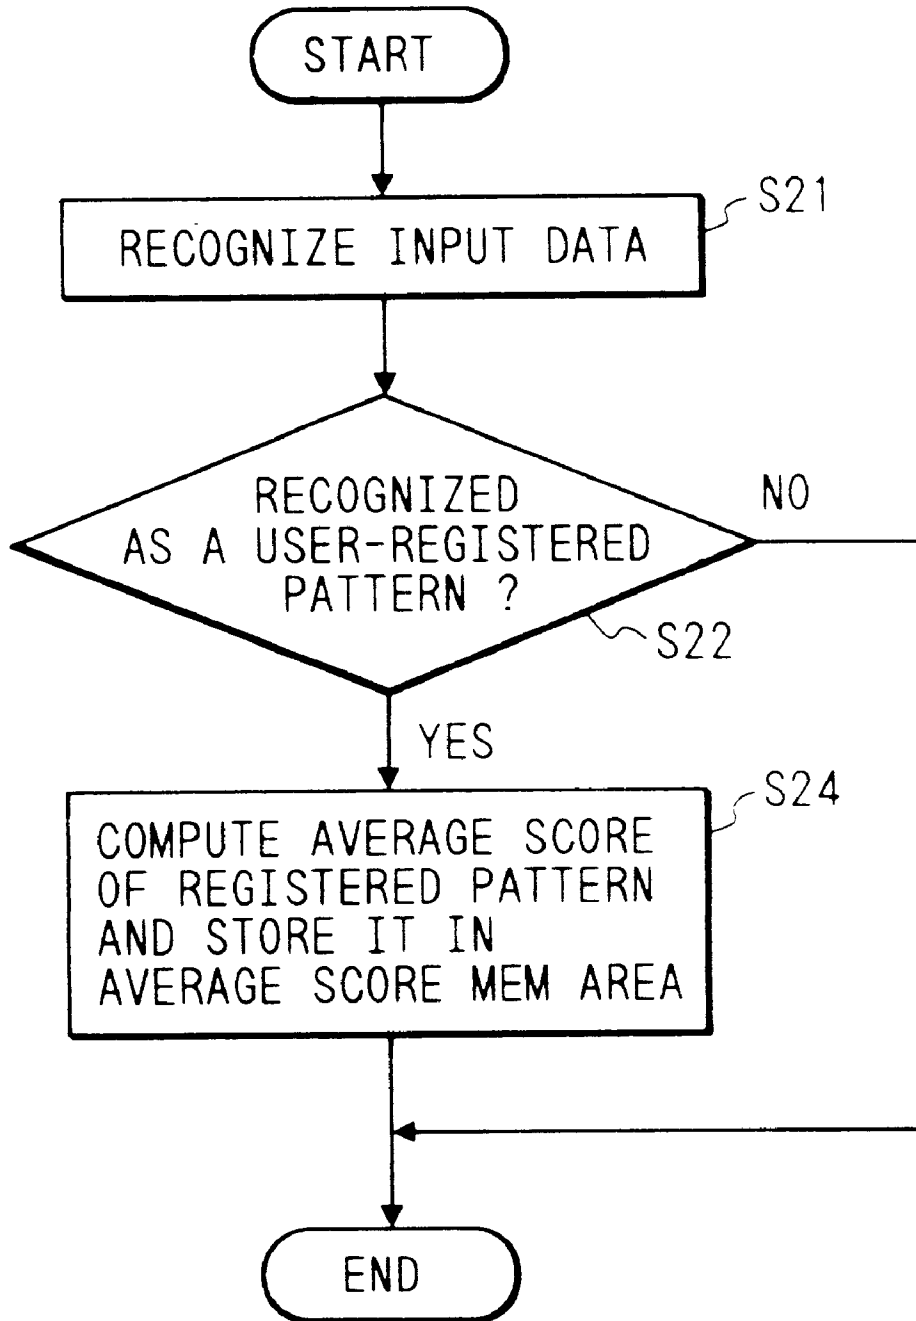 START
S21
RECOGNIZE INPUT DATA
RECOGNIZED
AS A USER-REGISTERED
PATTERN ?
NO
S22
YES
S24
COMPUTE AVERAGE SCORE
OF REGISTERED PATTERN
AND STORE IT IN
AVERAGE SCORE MEM AREA
END